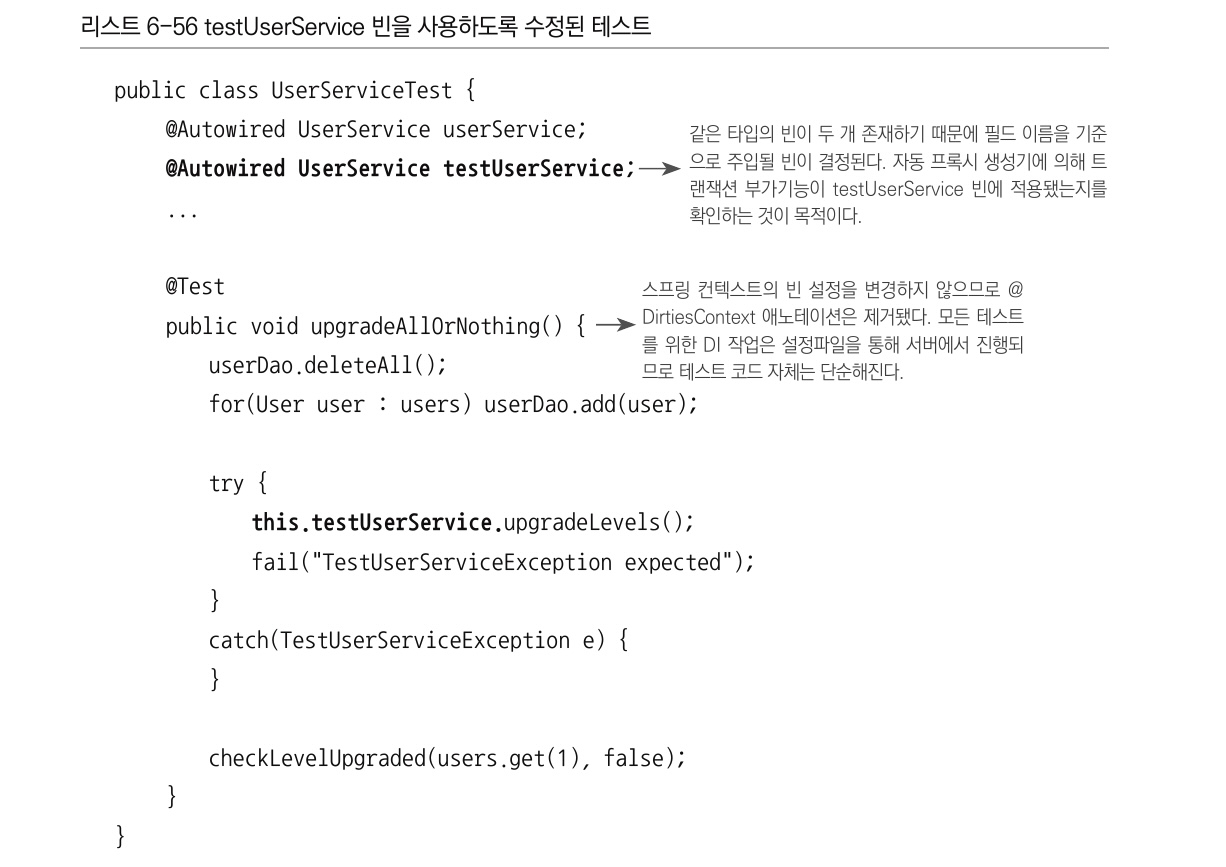 리스트 6-56 testUserService 빈을 사용하도록 수정된 테스트
public class UserServiceTest {
@Autowired UserService userService;
@Autowired UserService testUserService;
같은 타입의 빈이 두 개 존재하기 때문에 필드 이름을 기준
으로 주입될 빈이 결정된다. 자동 프록시 생성기에 의해 트
랜잭션 부가기능이 testUserService 빈에 적용됐는지를
확인하는 것이 목적이다.
...
@Test
public void upgradeAllOrNothing() {
스프링 컨텍스트의 빈 설정을 변경하지 않으므로 @
DirtiesContext 애노테이션은 제거됐다. 모든 테스트
를 위한 DI 작업은 설정파일을 통해 서버에서 진행되
므로 테스트 코드 자체는 단순해진다.
userDao.deleteAll();
for(User user : users) userDao.add(user);
try {
this.testUserService.upgradeLevels();
fail("TestUserServiceException expected");
}
catch(TestUserServiceException e) {
}
checkLevelUpgraded(users.get(1), false);
}
}